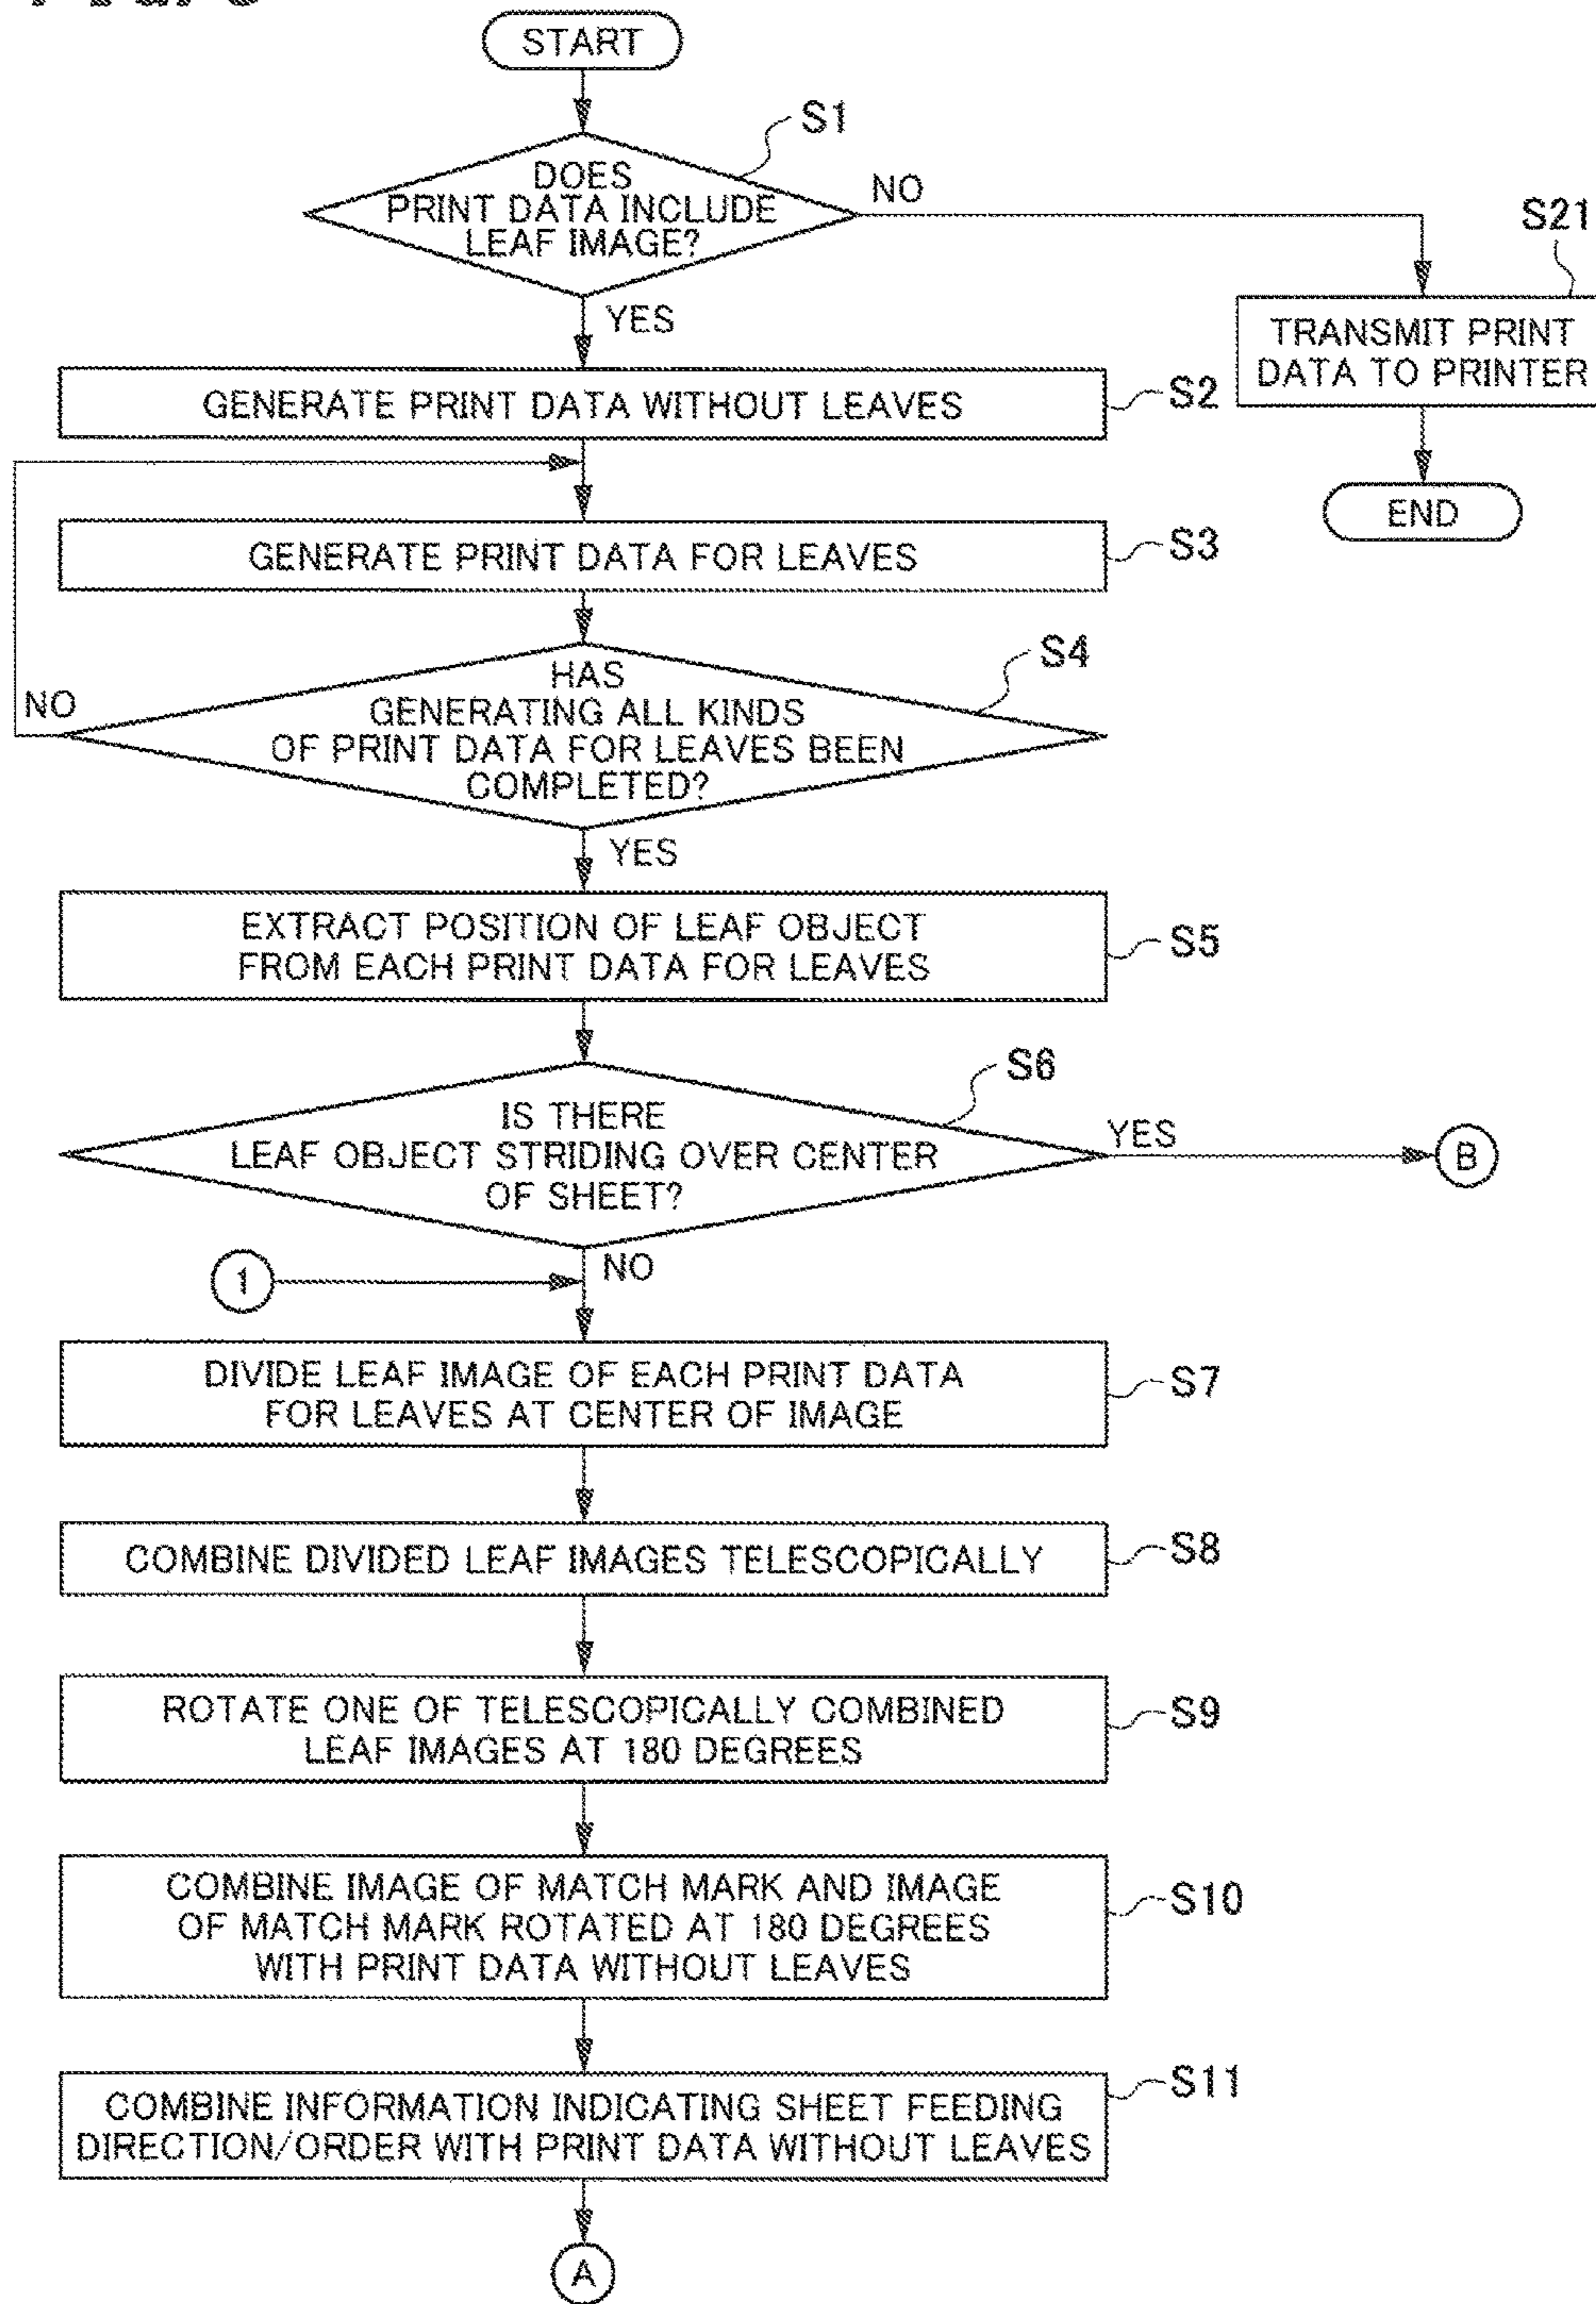 START
S1
DOES
PRINT DATA INCLUDE
LEAF IMAGE?
NO
YES
S21
TRANSMIT PRINT
DATA TO PRINTER
END
GENERATE PRINT DATA WITHOUT LEAVES
S2
GENERATE PRINT DATA FOR LEAVES
S3
HAS
GENERATING ALL KINDS
OF PRINT DATA FOR LEAVES BEEN
COMPLETED?
S4
NO
YES
EXTRACT POSITION OF LEAF OBJECT
FROM EACH PRINT DATA FOR LEAVES
S5
IS THERE
LEAF OBJECT STRIDING OVER CENTER
OF SHEET?
S6
YES
B
NO
1
DIVIDE LEAF IMAGE OF EACH PRINT DATA
FOR LEAVES AT CENTER OF IMAGE
S7
COMBINE DIVIDED LEAF IMAGES TELESCOPICALLY
S8
ROTATE ONE OF TELESCOPICALLY COMBINED
LEAF IMAGES AT 180 DEGREES
S9
COMBINE IMAGE OF MATCH MARK AND IMAGE
OF MATCH MARK ROTATED AT 180 DEGREES
WITH PRINT DATA WITHOUT LEAVES
S10
COMBINE INFORMATION INDICATING SHEET FEEDING
DIRECTION/ORDER WITH PRINT DATA WITHOUT LEAVES
S11
A